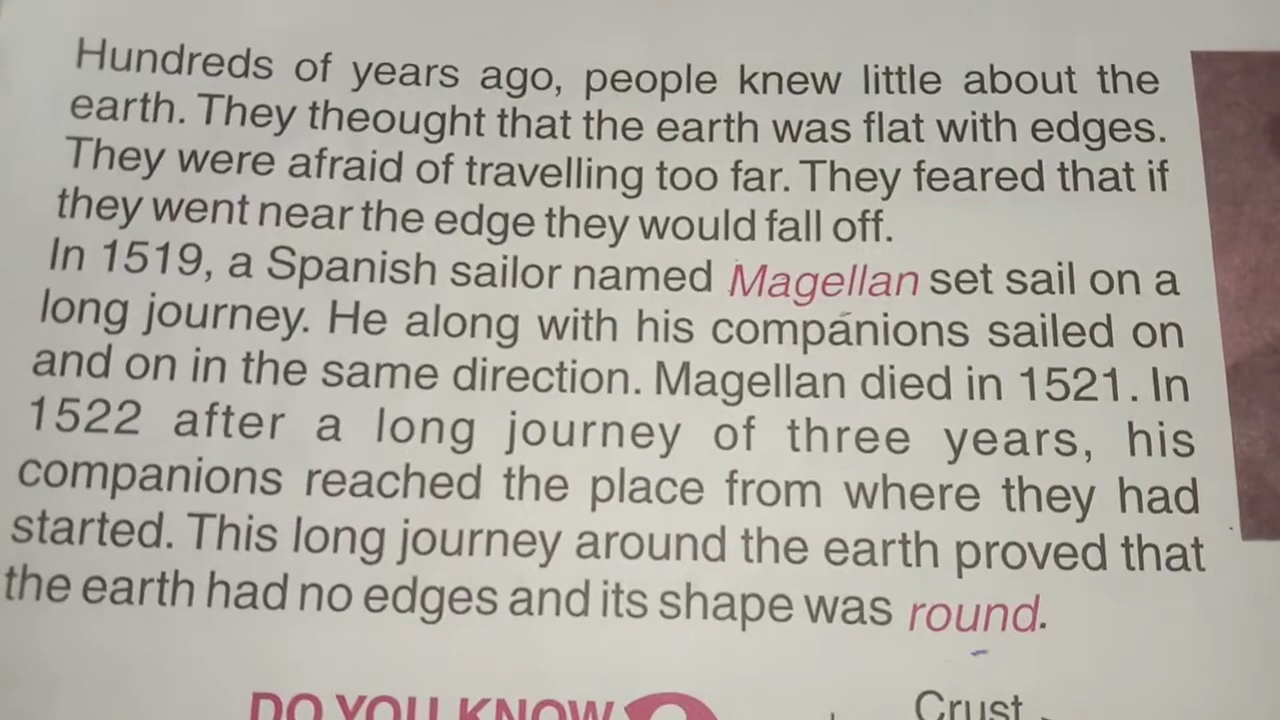 Hundreds of years ago, people knew little about the
earth. They theought that the earth was flat with edges.
They were afraid of travelling too far. They feared that if
they went near the edge they would fall off.
In 1519, a Spanish sailor named Magellan set sail on a
long journey. He along with his companions sailed on
and on in the same direction. Magellan died in 1521. In
1522 after a long journey of three years, his
companions reached the place from where they had
started. This long journey around the earth proved that
the earth had no edges and its shape was round.
DO YOU KNOW ?
Crust